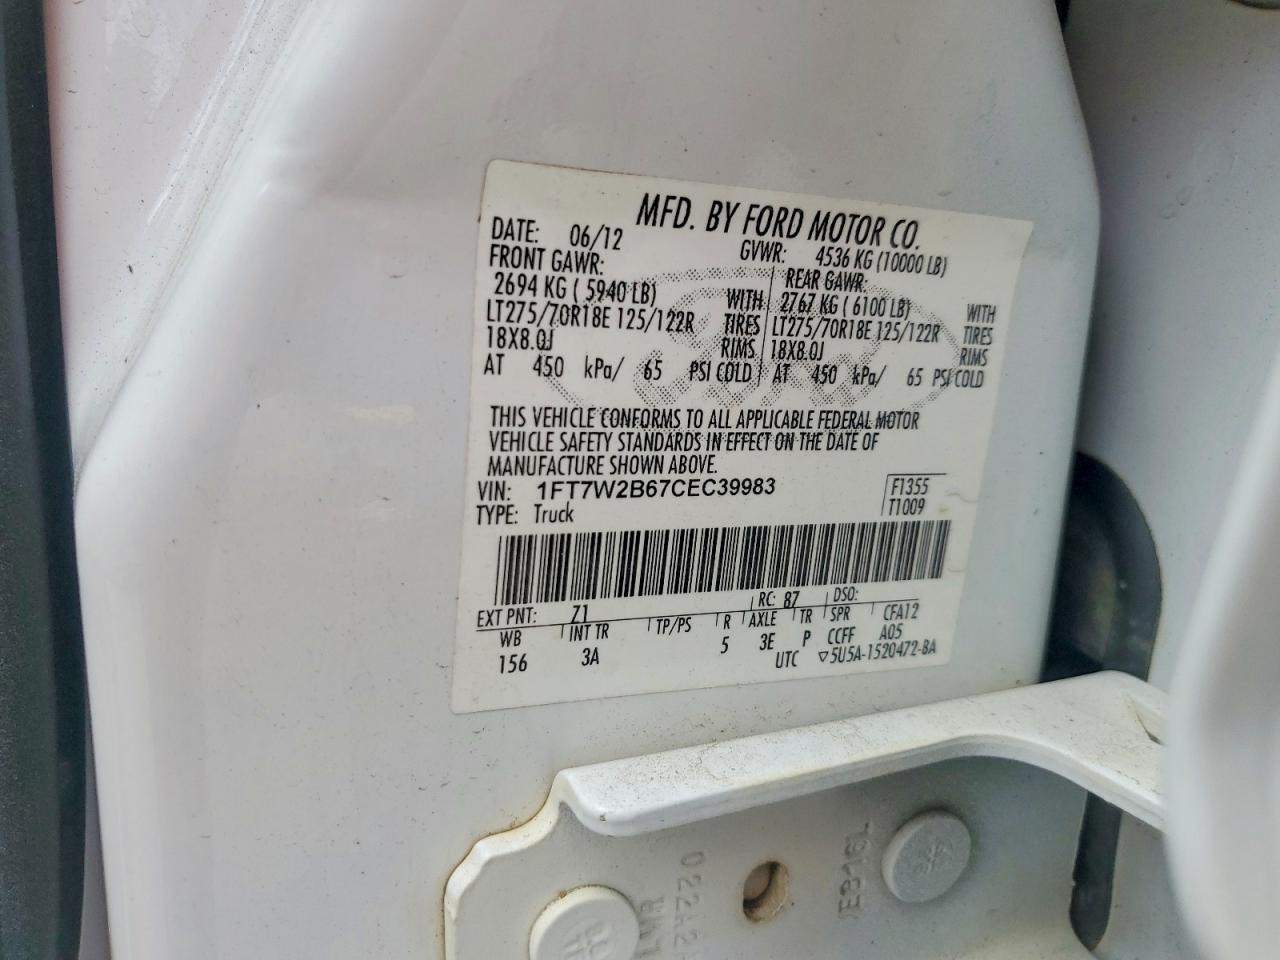 MFD. BY FORD MOTOR CO.
DATE: 06/12 GVWR: 4536 KG (10000 LB)
FRONT GAWR: REAR GAWR:
2694 KG ( 5940 LB) WITH 2767 KG ( 6100 LB) WITH
LT275/70R18E 125/122R TIRES LT275/70R18E 125/122R TIRES
18X8.0J RIMS 18X8.0J RIMS
AT 450 kPa/ 65 PSI COLD AT 450 kPa/ 65 PSI COLD
THIS VEHICLE CONFORMS TO ALL APPLICABLE FEDERAL MOTOR
VEHICLE SAFETY STANDARDS IN EFFECT ON THE DATE OF
MANUFACTURE SHOWN ABOVE.
VIN: 1FT7W2B67CEC39983 F1355
TYPE: Truck T1009
EXT PNT: Z1 RC: 87 DSO:
WB INT TR TP/PS R AXLE TR SPR CFA12
156 3A 5 3E P CCFF A05
UTC ▽5U5A-1520472-BA